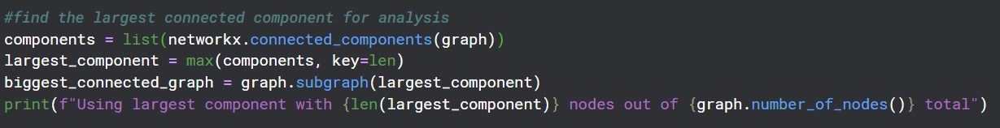 #find the largest connected component for analysis
components = list(networkx.connected_components(graph))
largest_component = max(components, key=len)
biggest_connected_graph = graph.subgraph(largest_component)
print(f"Using largest component with {len(largest_component)} nodes out of {graph.number_of_nodes()} total")